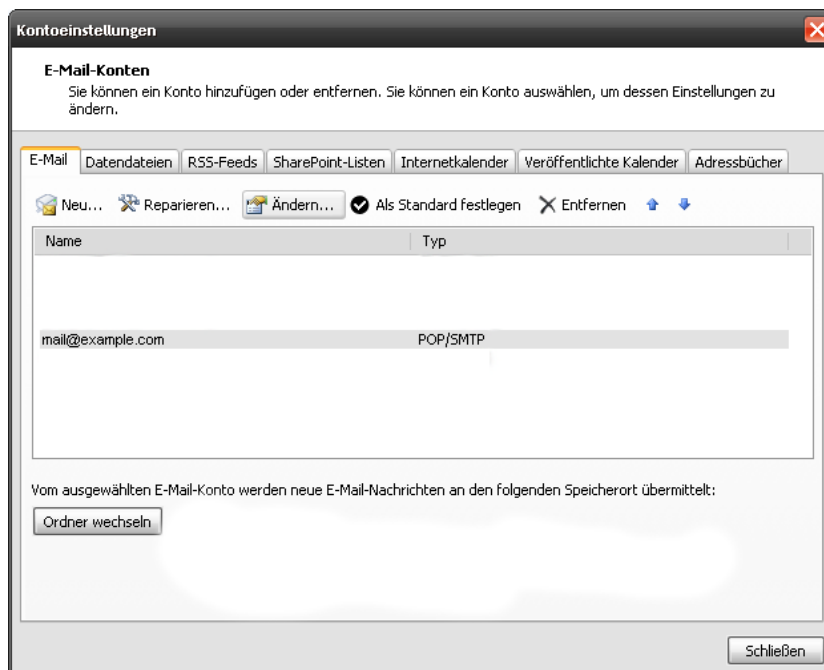 Kontoeinstellungen
E-Mail-Konten
Sie können ein Konto hinzufügen oder entfernen. Sie können ein Konto auswählen, um dessen Einstellungen zu
ändern.
E-Mail Datendateien RSS-Feeds SharePoint-Listen Internetkalender Veröffentlichte Kalender Adressbücher
Neu... Reparieren... Ändern... Als Standard festlegen Entfernen
Name Typ
mail@example.com POP/SMTP
Vom ausgewählten E-Mail-Konto werden neue E-Mail-Nachrichten an den folgenden Speicherort übermittelt:
Ordner wechseln
Schließen